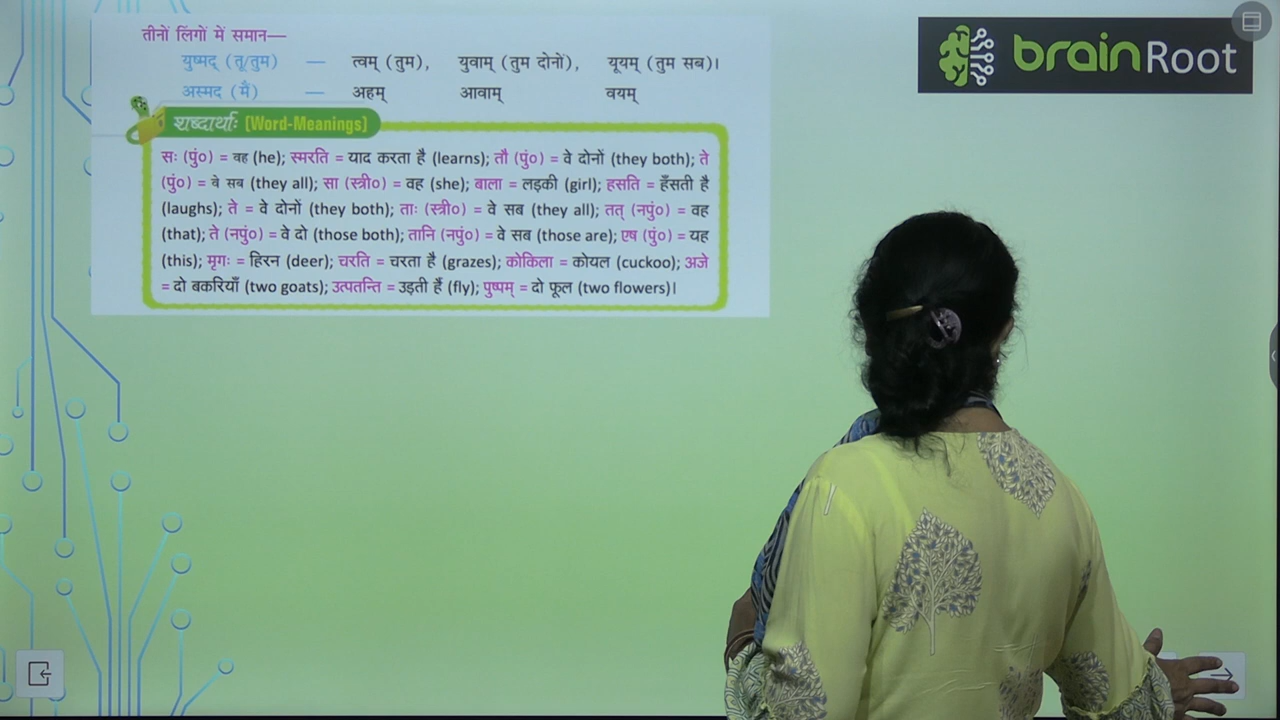 तीनों लिंगों में समान—
युष्मद् (तू/तुम) — त्वम् (तुम), युवाम् (तुम दोनों), यूयम् (तुम सब)।
अस्मद (मैं) — अहम् आवाम् वयम्
शब्दार्थाः (Word-Meanings)
सः (पुं०) = वह (he); स्मरति = याद करता है (learns); तौ (पुं०) = वे दोनों (they both); ते
(पुं०) = वे सब (they all); सा (स्त्री०) = वह (she); बाला = लड़की (girl); हसति = हँसती है
(laughs); ते = वे दोनों (they both); ताः (स्त्री०) = वे सब (they all); तत् (नपुं०) = वह
(that); ते (नपुं०) = वे दो (those both); तानि (नपुं०) = वे सब (those are); एष (पुं०) = यह
(this); मृगः = हिरन (deer); चरति = चरता है (grazes); कोकिला = कोयल (cuckoo); अजे
= दो बकरियाँ (two goats); उत्पतन्ति = उड़ती हैं (fly); पुष्पम् = दो फूल (two flowers)।
brainRoot